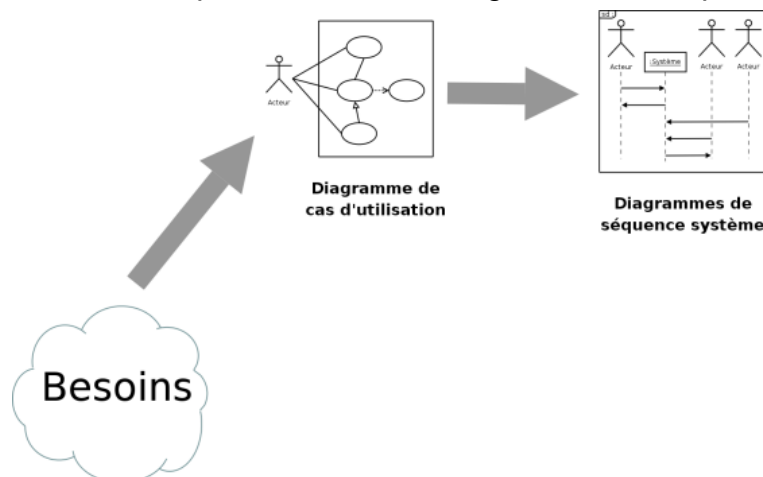 sd
Acteur
:Système
Acteur
Acteur
Acteur
Diagramme de
cas d'utilisation
Diagrammes de
séquence système
Besoins